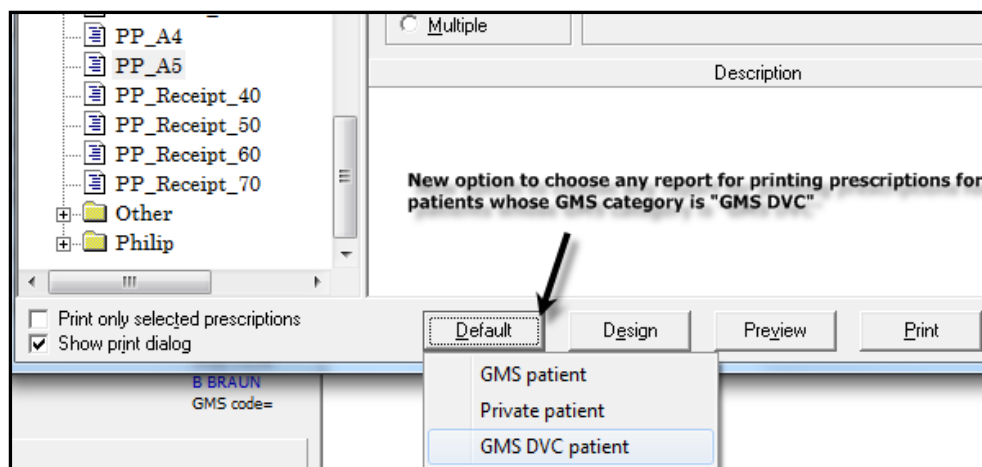 PP_A4
PP_A5
PP_Receipt_40
PP_Receipt_50
PP_Receipt_60
PP_Receipt_70
Other
Philip
Multiple
Description
New option to choose any report for printing prescriptions for
patients whose GMS category is "GMS DVC"
Print only selected prescriptions
Show print dialog
Default
Design
Preview
Print
GMS patient
Private patient
GMS DVC patient
B BRAUN
GMS code=